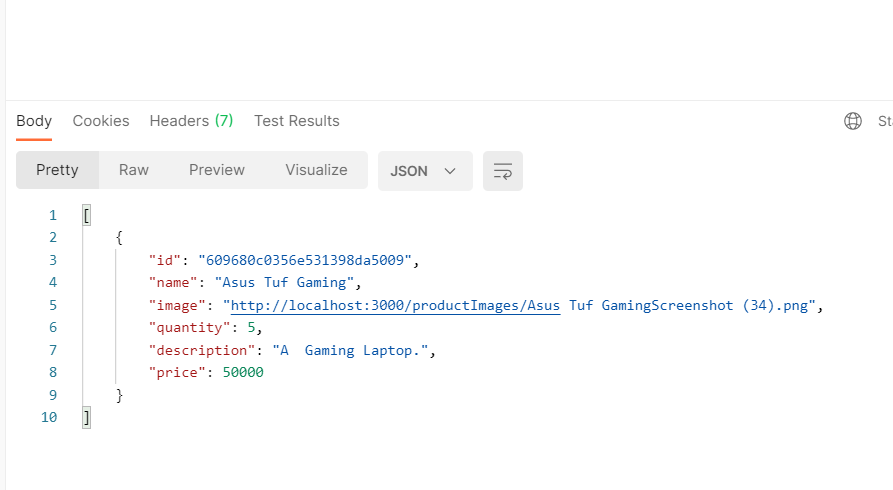 Body Cookies Headers (7) Test Results
Pretty Raw Preview Visualize JSON
1 [
2 {
3 "id": "609680c0356e531398da5009",
4 "name": "Asus Tuf Gaming",
5 "image": "http://localhost:3000/productImages/Asus Tuf GamingScreenshot (34).png",
6 "quantity": 5,
7 "description": "A  Gaming Laptop.",
8 "price": 50000
9 }
10 ]